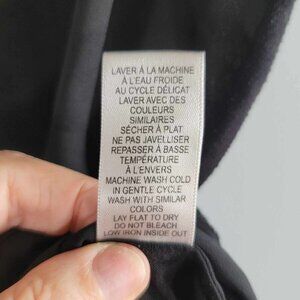 LAVER À LA MACHINE
À L'EAU FROIDE
AU CYCLE DÉLICAT
LAVER AVEC DES
COULEURS
SIMILAIRES
SÉCHER À PLAT
NE PAS JAVELLISER
REPASSER À BASSE
TEMPÉRATURE
À L'ENVERS
MACHINE WASH COLD
IN GENTLE CYCLE
WASH WITH SIMILAR
COLORS
LAY FLAT TO DRY
DO NOT BLEACH
LOW IRON INSIDE OUT